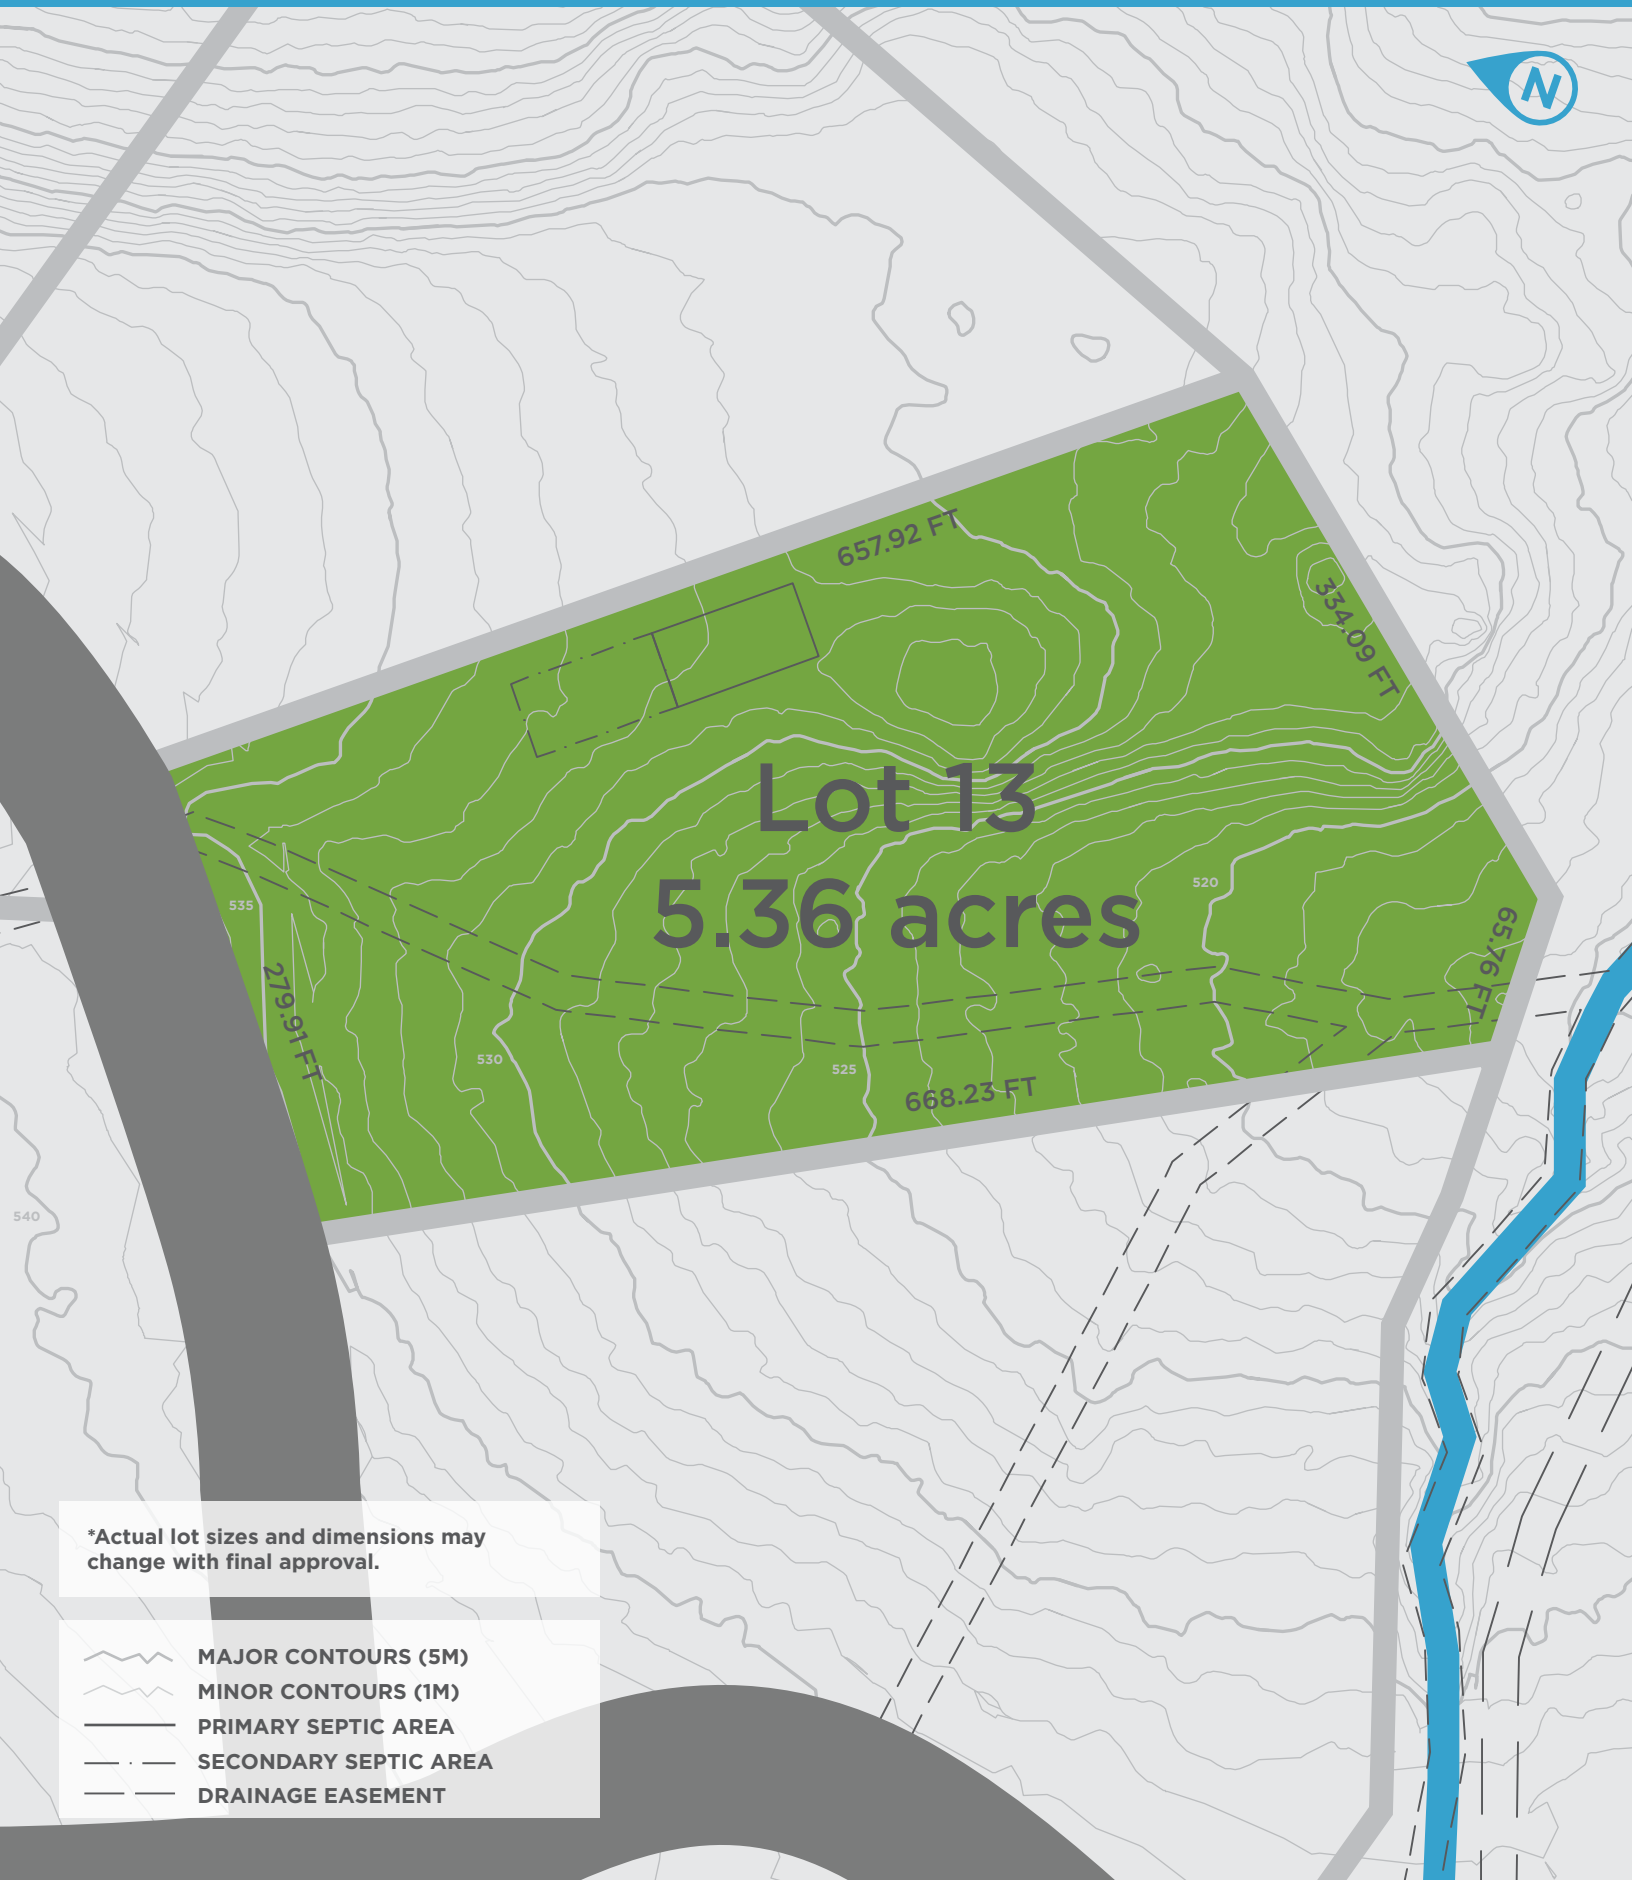 N
657.92 FT
334.09 FT
Lot 13
5.36 acres
520
535
65.76 FT
279.91 FT
530
525
668.23 FT
540
*Actual lot sizes and dimensions may
change with final approval.
MAJOR CONTOURS (5M)
MINOR CONTOURS (1M)
PRIMARY SEPTIC AREA
SECONDARY SEPTIC AREA
DRAINAGE EASEMENT